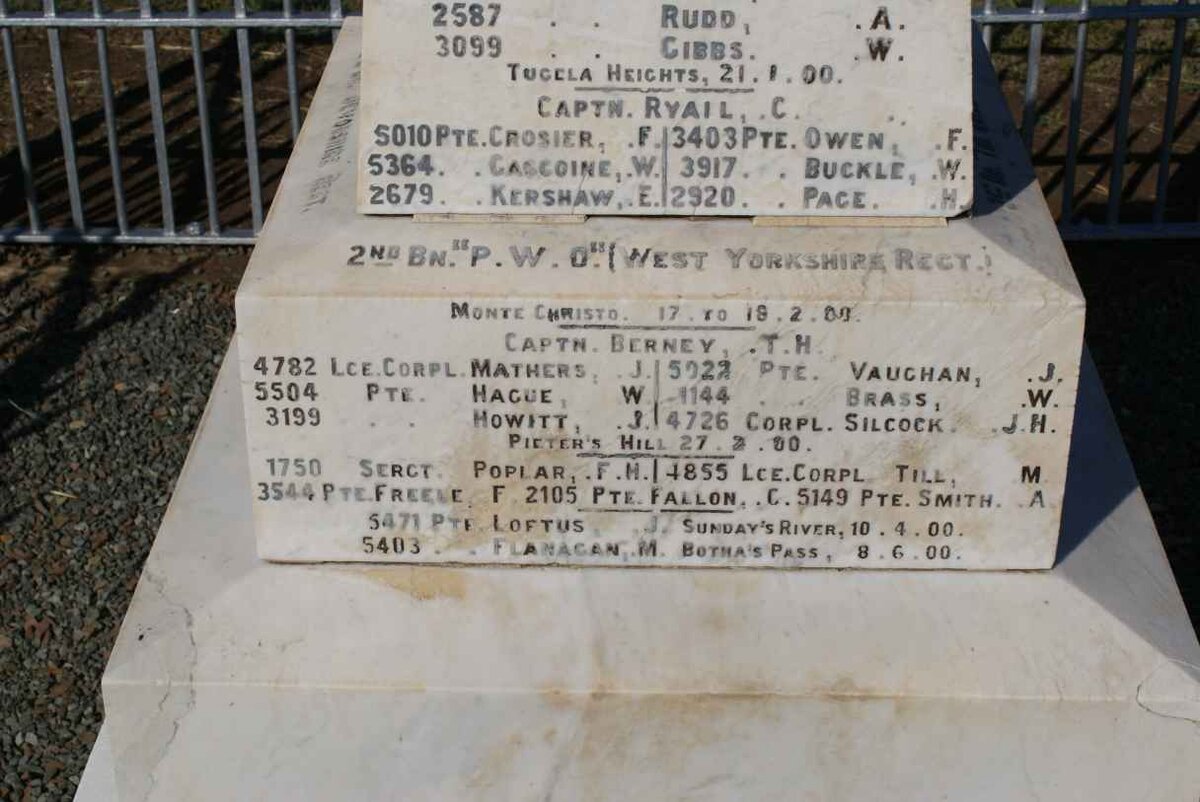 2587 . . RUDD, .A.
3099 . . GIBBS. .W.
TUGELA HEIGHTS, 21.1.00.
CAPTN. RYALL, .C.
5010 PTE. CROSIER, .F. 3403 PTE. OWEN, .F.
5364. . GASCOINE, .W. 3917. . BUCKLE, .W.
2679. . KERSHAW, .E. 2920. . PAGE. .H.
2ND BN. "P.W.O". (WEST YORKSHIRE REGT.)
MONTE CHRISTO. 17. TO 19.2.00.
CAPTN. BERNEY, .T.H.
4782 LCE. CORPL. MATHERS, .J. 5022 PTE. VAUGHAN, .J.
5504 PTE. HAGUE, W. 1144 . . BRASS, .W.
3199 . . HOWITT, .J. 4726 CORPL. SILCOCK. .J.H.
PIETER'S HILL 27.2.00.
1750 SERGT. POPLAR, .F.H. 4855 LCE. CORPL TILL, M
3544 PTE. FREELE F. 2105 PTE. FALLON, .C. 5149 PTE. SMITH. .A
5471 PTE. LOFTUS, .J. SUNDAY'S RIVER, 10.4.00.
5403. . FLANAGAN, M. BOTHA'S PASS, 8.6.00.